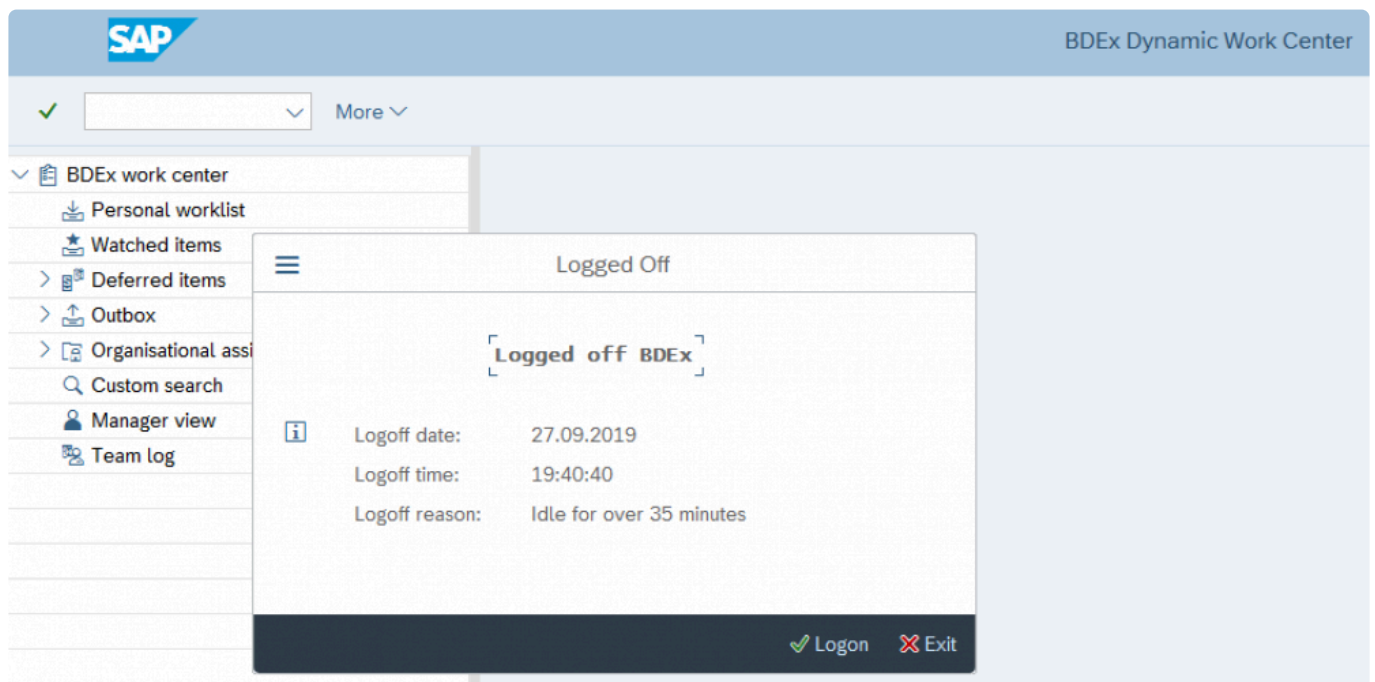 SAP
BDEx Dynamic Work Center
More
BDEx work center
Personal worklist
Watched items
Deferred items
Outbox
Organisational assi
Custom search
Manager view
Team log
Logged Off
Logged off BDEx
Logoff date: 27.09.2019
Logoff time: 19:40:40
Logoff reason: Idle for over 35 minutes
Logon Exit